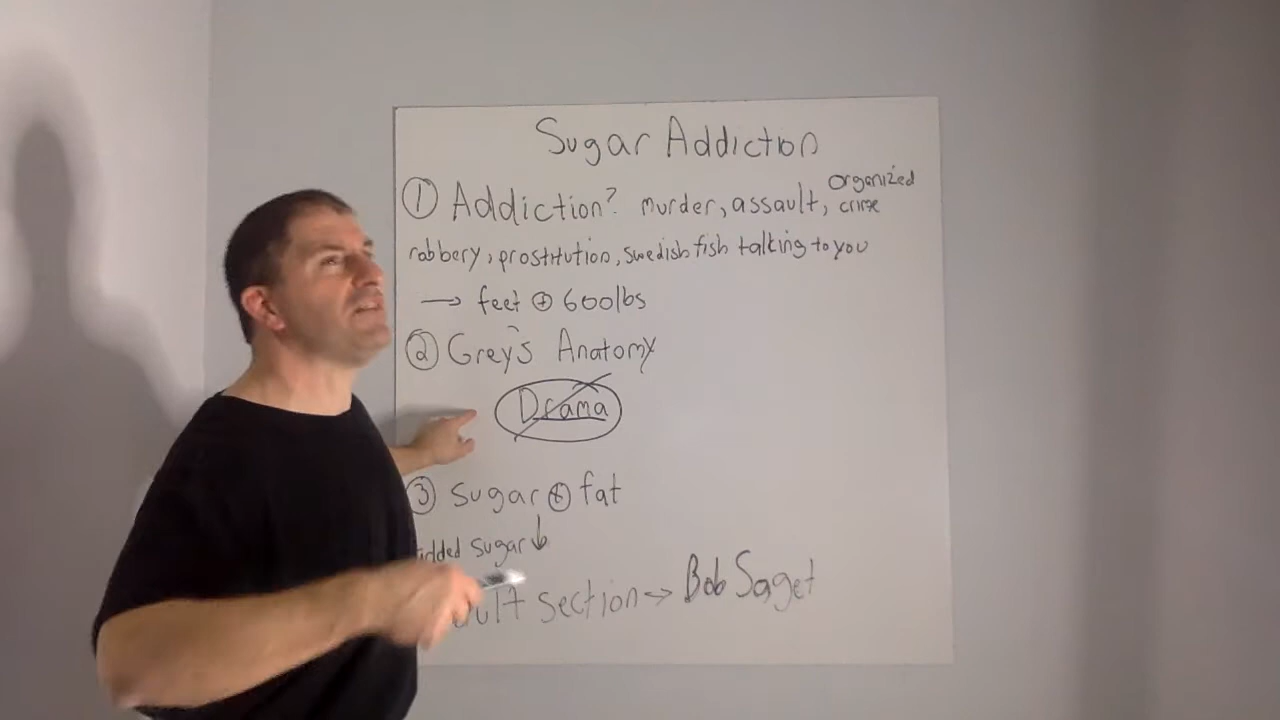 Sugar Addiction
① Addiction? murder, assault, organized crime
robbery, prostitution, swedish fish talking to you
→ feet ⊕ 600lbs
② Grey's Anatomy
Drama
③ sugar ⊕ fat
added sugar ↓
section → Bob Saget